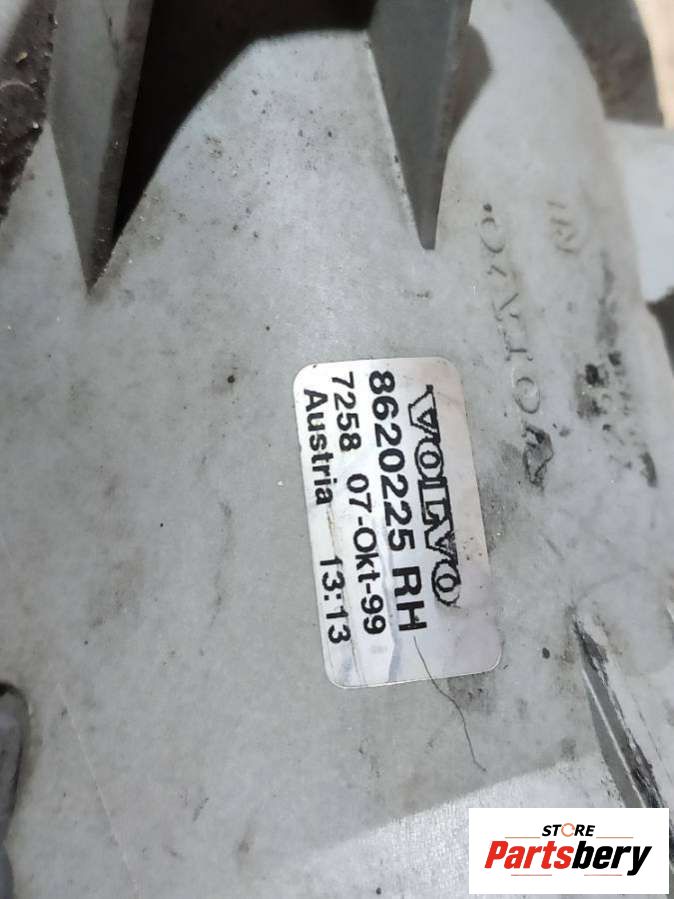 VOLVO
8620225 RH
7258 07-Okt-99
Austria 13:13
VOLVO
STORE
Partsbery